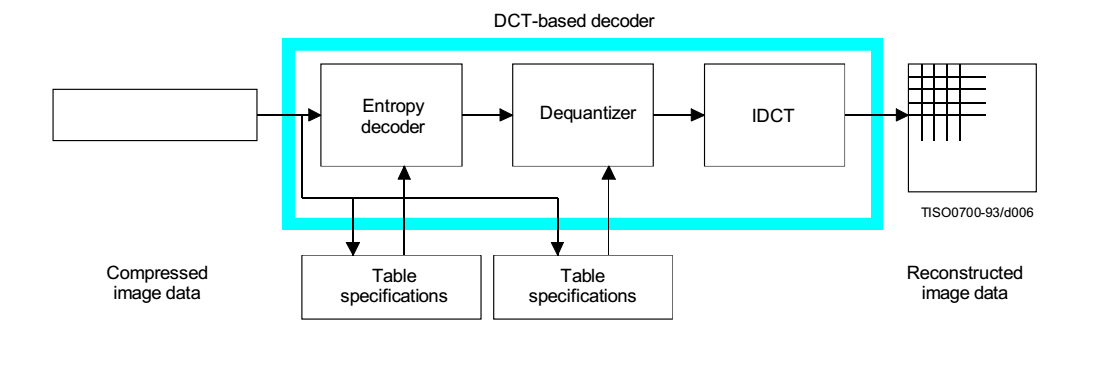 DCT-based decoder
Entropy
decoder
Dequantizer
IDCT
TISO0700-93/d006
Table
specifications
Table
specifications
Compressed
image data
Reconstructed
image data